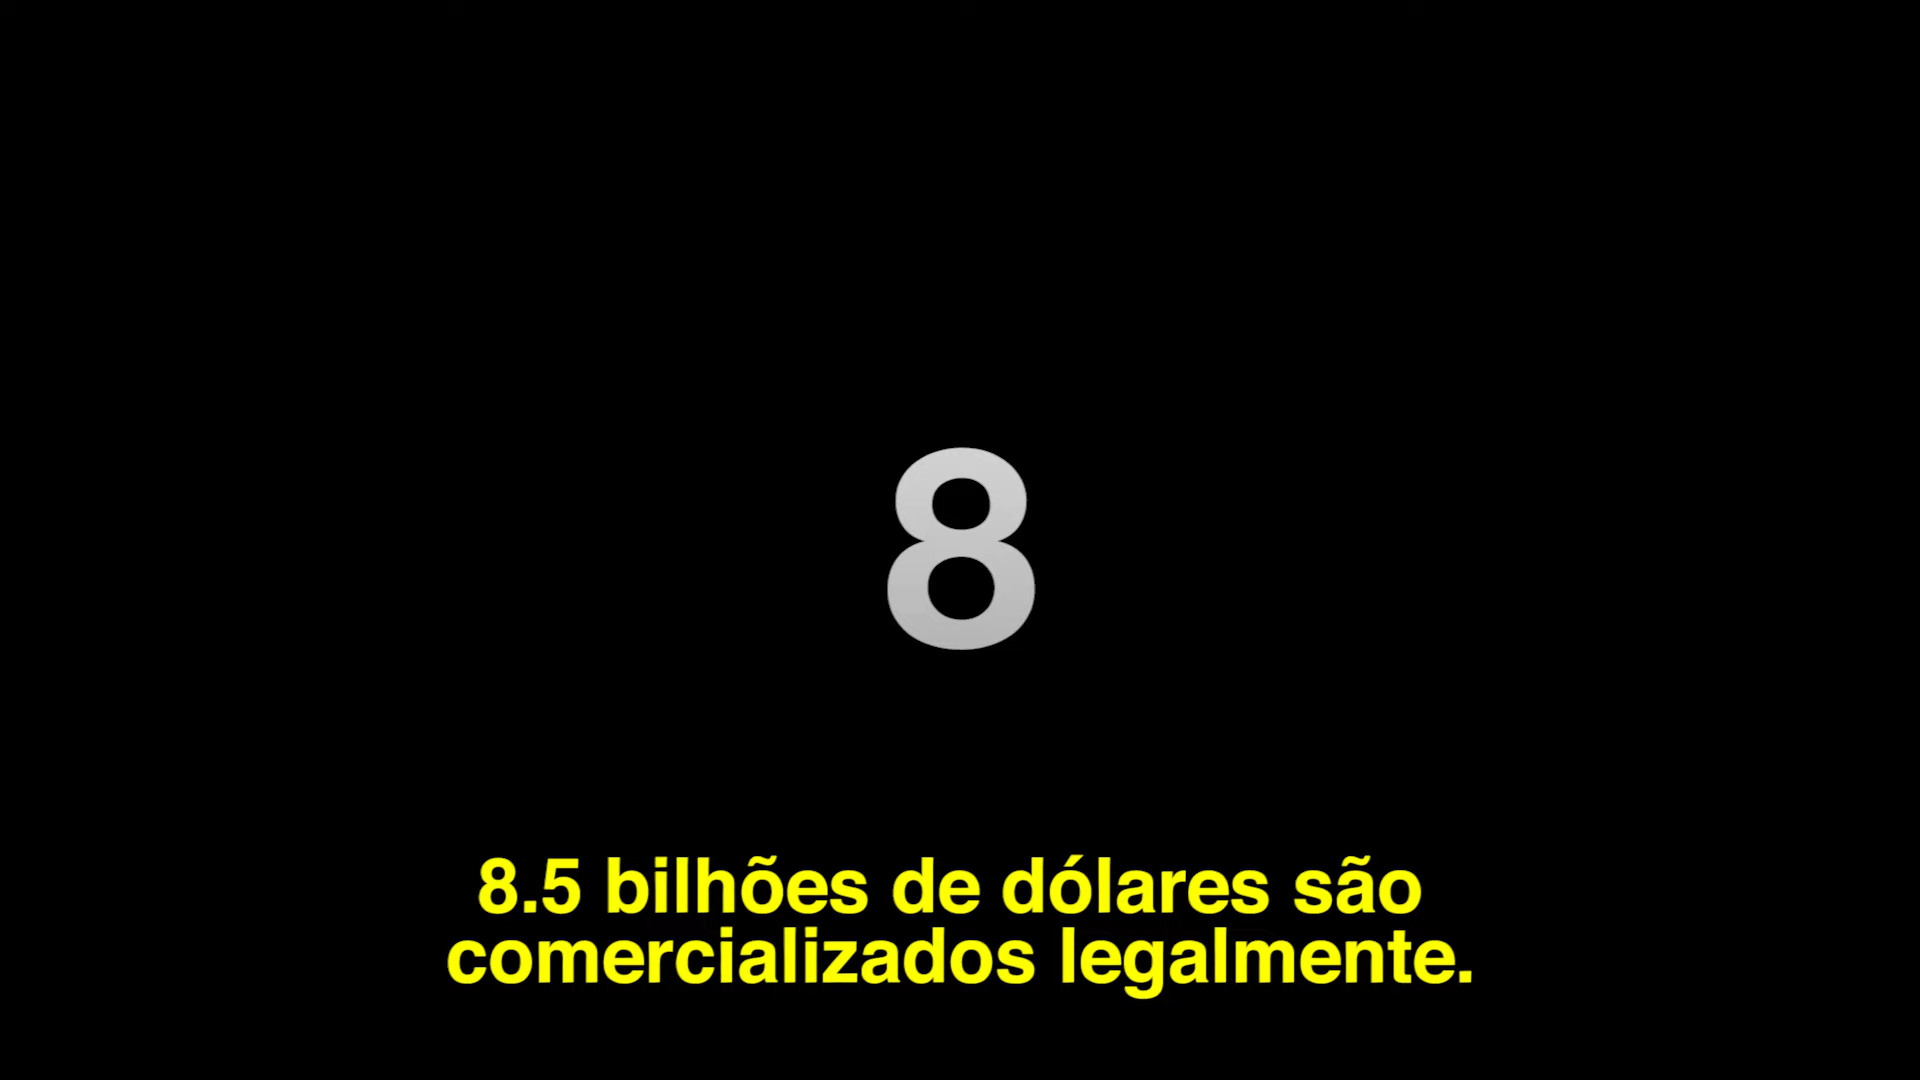 8
8.5 bilhões de dólares são
comercializados legalmente.